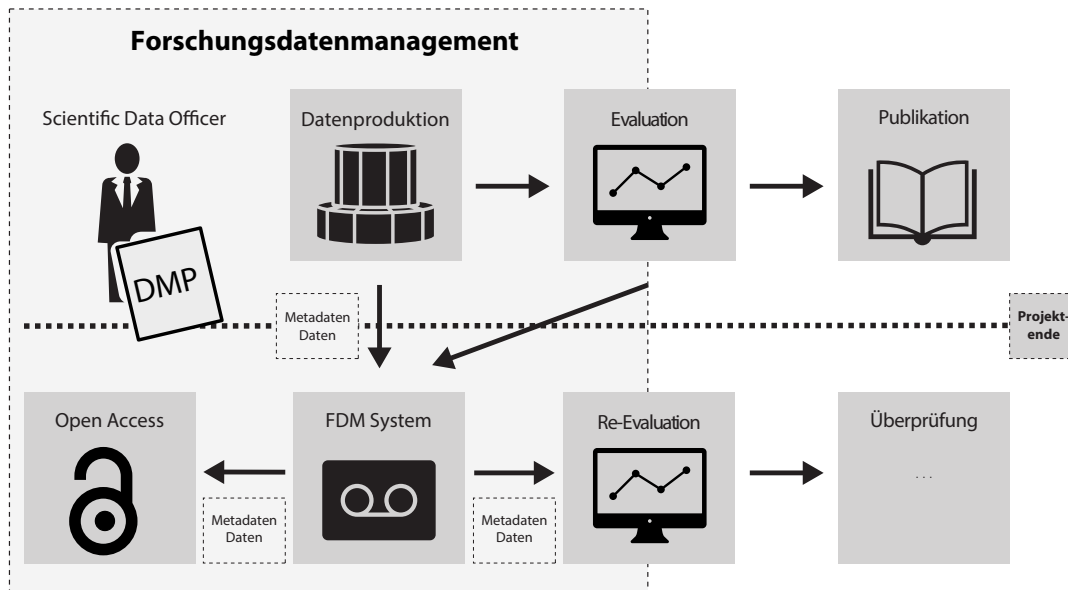 Forschungsdatenmanagement
Scientific Data Officer
Datenproduktion
Evaluation
Publikation
DMP
Metadaten
Daten
Projekt-
ende
Open Access
FDM System
Re-Evaluation
Überprüfung
...
Metadaten
Daten
Metadaten
Daten